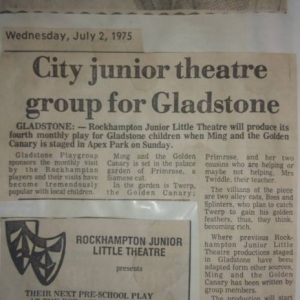 Wednesday, July 2, 1975
City junior theatre
group for Gladstone
GLADSTONE: — Rockhampton Junior Little Theatre will produce its
fourth monthly play for Gladstone children when Ming and the Golden
Canary is staged in Apex Park on Sunday.
Gladstone Playgroup
sponsors the monthly visit
by the Rockhampton
players and their visits have
become tremendously
popular with local children.
Ming and the Golden
Canary is set in the palace
garden of Primrose, a
Siamese cat.
In the garden is Twerp,
the Golden Canary;
Primrose, and her two
cousins who are helping or
maybe not helping, Mrs
Twiddle, their teacher.
The villians of the piece
are two alley rats, Boss and
Splinters, who plan to catch
Twerp to gain his golden
feathers, thus, they think,
becoming rich.
Where previous Rock-
hampton Junior Little
Theatre productions staged
in Gladstone have been
adapted form other sources,
Ming and the Golden
Canary has been written by
group members.
The production will
ROCKHAMPTON JUNIOR
LITTLE THEATRE
presents
THEIR NEXT PRE-SCHOOL PLAY